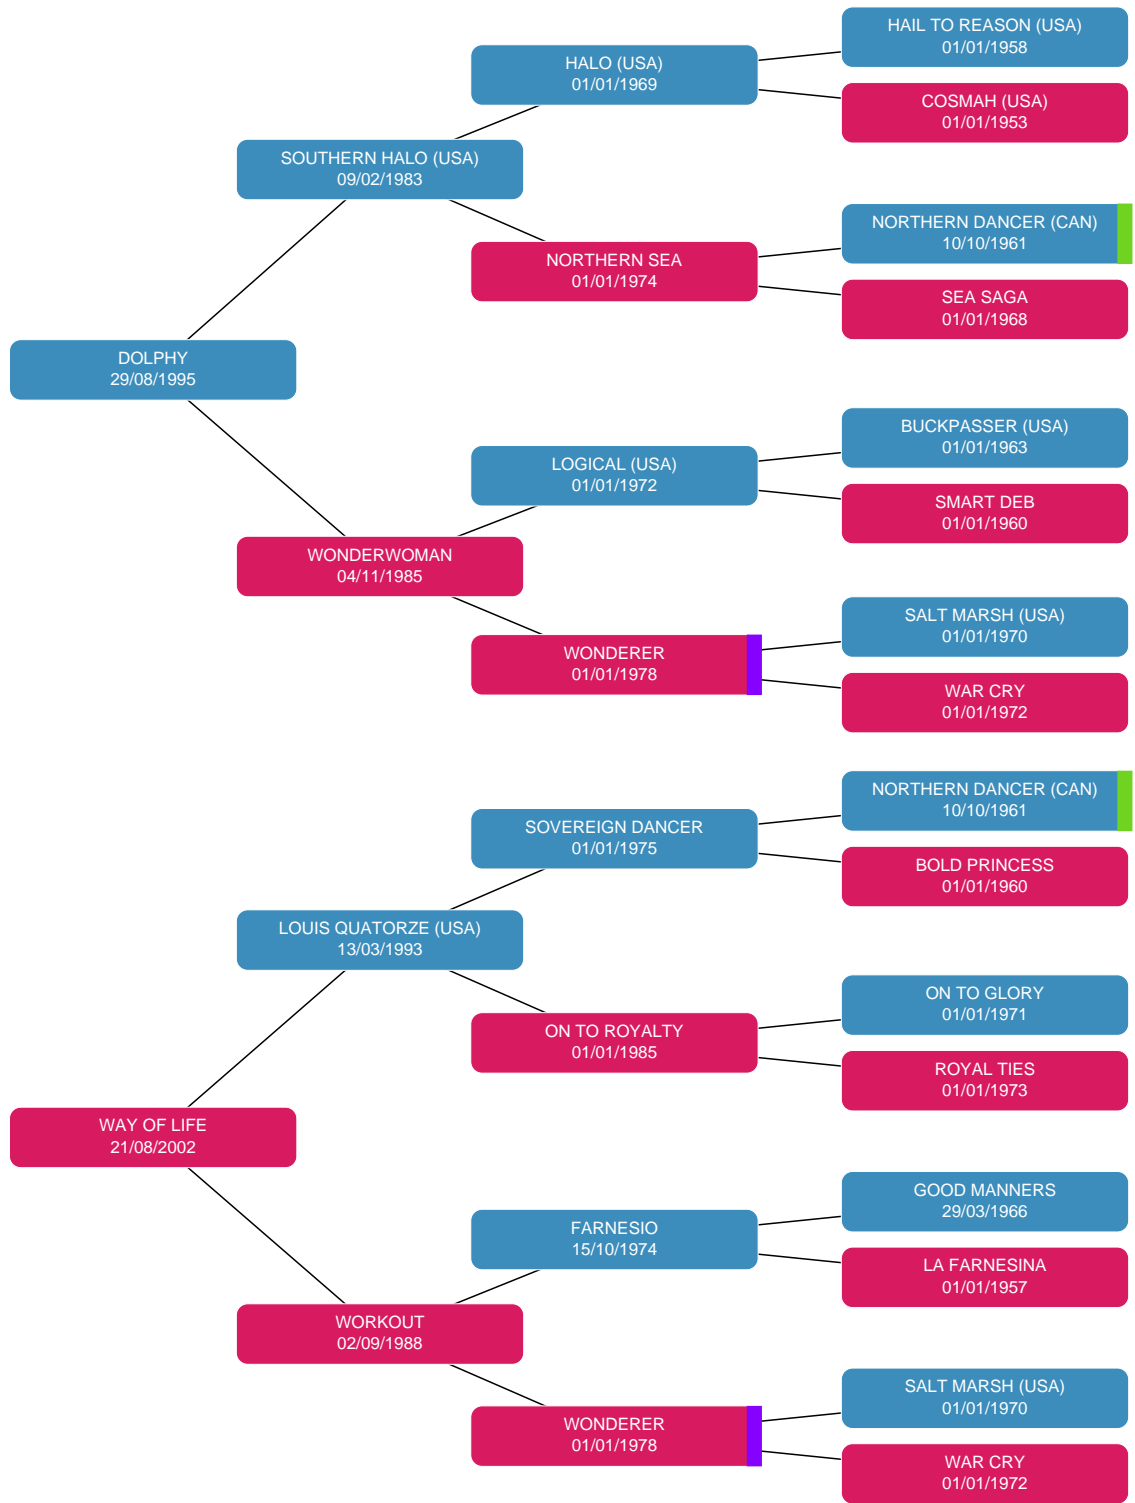 HAIL TO REASON (USA)
01/01/1958
HALO (USA)
01/01/1969
COSMAH (USA)
01/01/1953
SOUTHERN HALO (USA)
09/02/1983
NORTHERN DANCER (CAN)
10/10/1961
NORTHERN SEA
01/01/1974
SEA SAGA
01/01/1968
DOLPHY
29/08/1995
BUCKPASSER (USA)
01/01/1963
LOGICAL (USA)
01/01/1972
SMART DEB
01/01/1960
WONDERWOMAN
04/11/1985
SALT MARSH (USA)
01/01/1970
WONDERER
01/01/1978
WAR CRY
01/01/1972
NORTHERN DANCER (CAN)
10/10/1961
SOVEREIGN DANCER
01/01/1975
BOLD PRINCESS
01/01/1960
LOUIS QUATORZE (USA)
13/03/1993
ON TO GLORY
01/01/1971
ON TO ROYALTY
01/01/1985
ROYAL TIES
01/01/1973
WAY OF LIFE
21/08/2002
GOOD MANNERS
29/03/1966
FARNESIO
15/10/1974
LA FARNESINA
01/01/1957
WORKOUT
02/09/1988
SALT MARSH (USA)
01/01/1970
WONDERER
01/01/1978
WAR CRY
01/01/1972